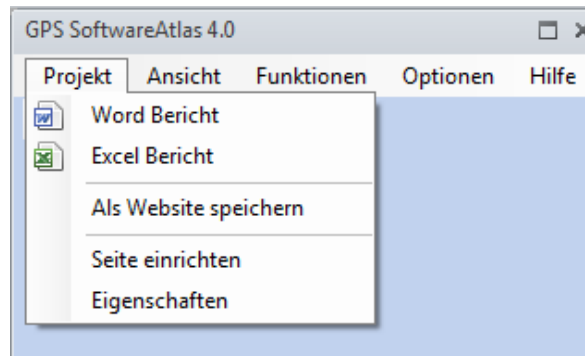 GPS SoftwareAtlas 4.0
Projekt Ansicht Funktionen Optionen Hilfe
Word Bericht
Excel Bericht
Als Website speichern
Seite einrichten
Eigenschaften